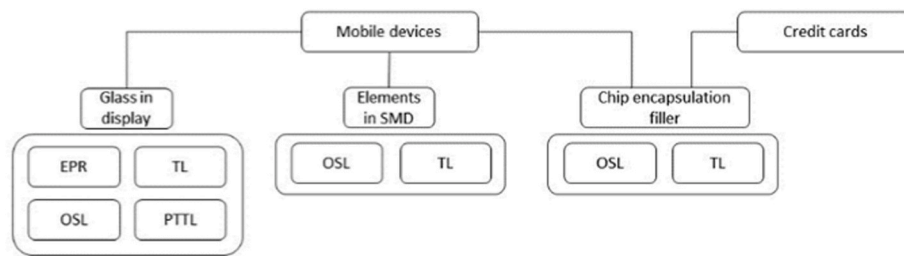 Mobile devices
Credit cards
Glass in
display
Elements
in SMD
Chip encapsulation
filler
EPR
TL
OSL
PTTL
OSL
TL
OSL
TL